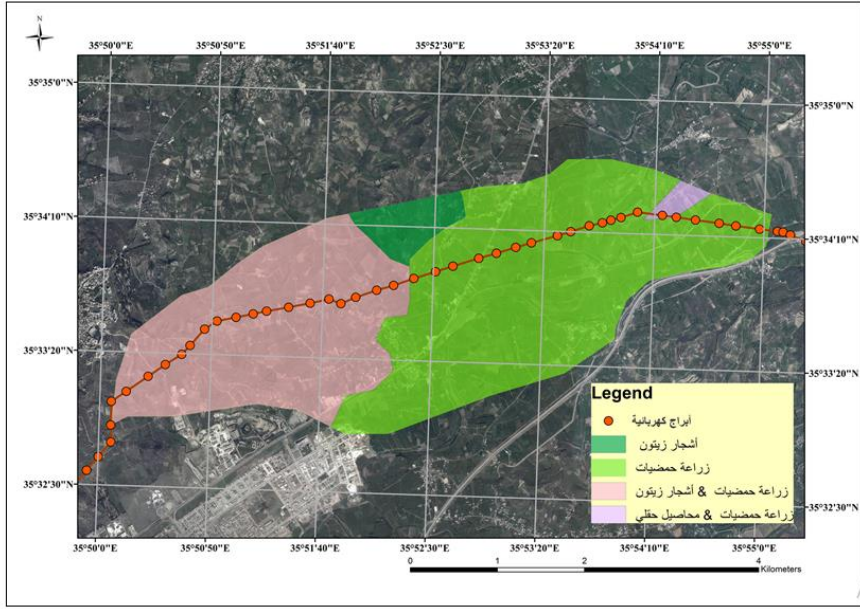 N
35°50'0"E 35°50'50"E 35°51'40"E 35°52'30"E 35°53'20"E 35°54'10"E 35°55'0"E
35°35'0"N 35°35'0"N
35°34'10"N 35°34'10"N
35°33'20"N 35°33'20"N
35°32'30"N 35°32'30"N
Legend
أبراج كهربائية
أشجار زيتون
زراعة حمضيات
زراعة حمضيات & أشجار زيتون
زراعة حمضيات & محاصيل حقلي
35°50'0"E 35°50'50"E 35°51'40"E 35°52'30"E 35°53'20"E 35°54'10"E 35°55'0"E
0 1 2 4
Kilometers